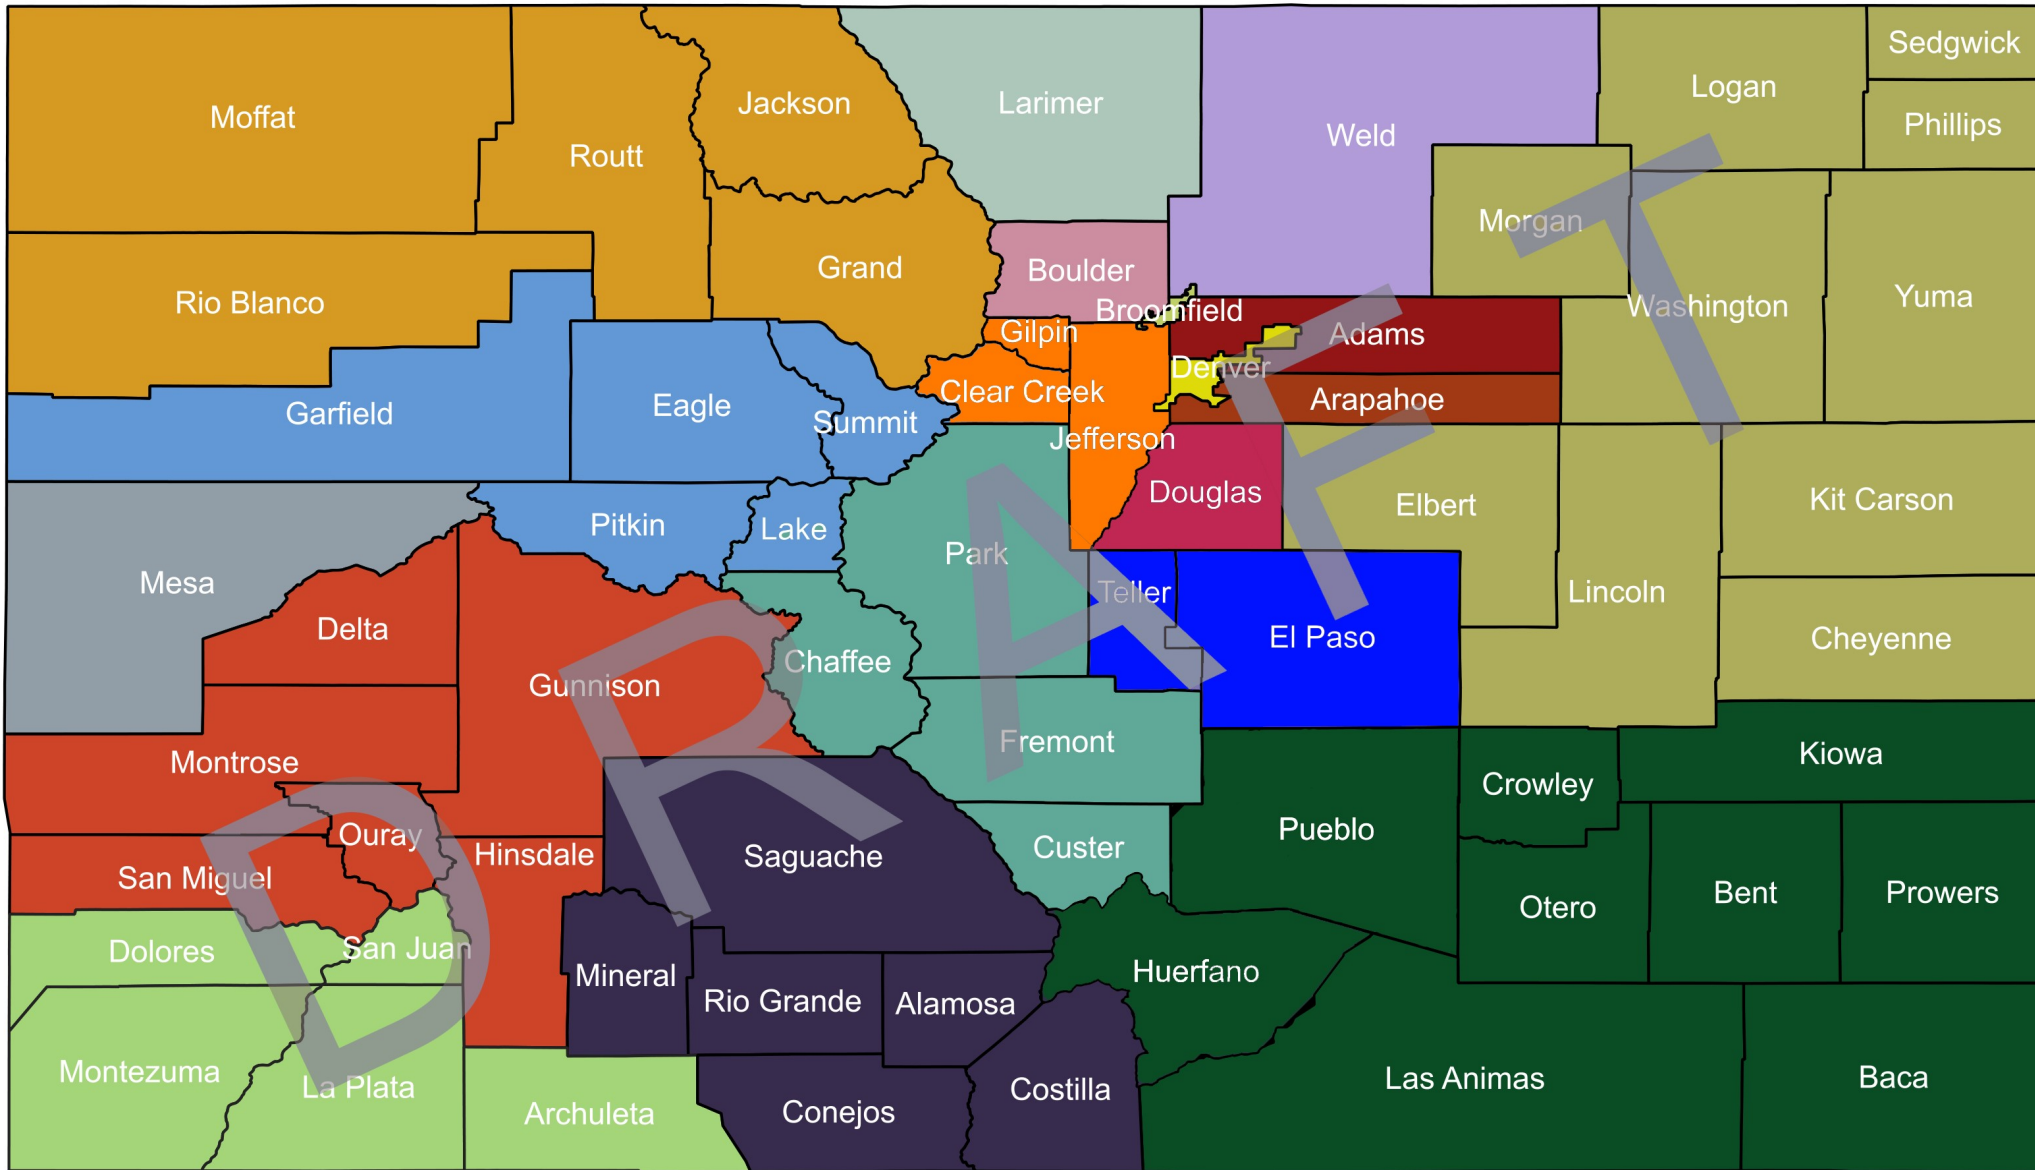 Sedgwick
Logan
Jackson
Larimer
Moffat
Phillips
Weld
Routt
Morgan
Grand
Boulder
Rio Blanco
Yuma
Washington
Broomfield
Gilpin
Adams
Denver
Clear Creek
Arapahoe
Eagle
Garfield
Summit
Jefferson
Douglas
Kit Carson
Elbert
Pitkin
Lake
Park
Mesa
Teller
Lincoln
Delta
El Paso
Cheyenne
Chaffee
Gunnison
Fremont
Montrose
Kiowa
Crowley
Pueblo
Ouray
Custer
Hinsdale
Saguache
San Miguel
Bent
Prowers
Otero
San Juan
Dolores
Huerfano
Mineral
Rio Grande
Alamosa
Montezuma
Las Animas
Baca
La Plata
Costilla
Conejos
Archuleta
DRAFT